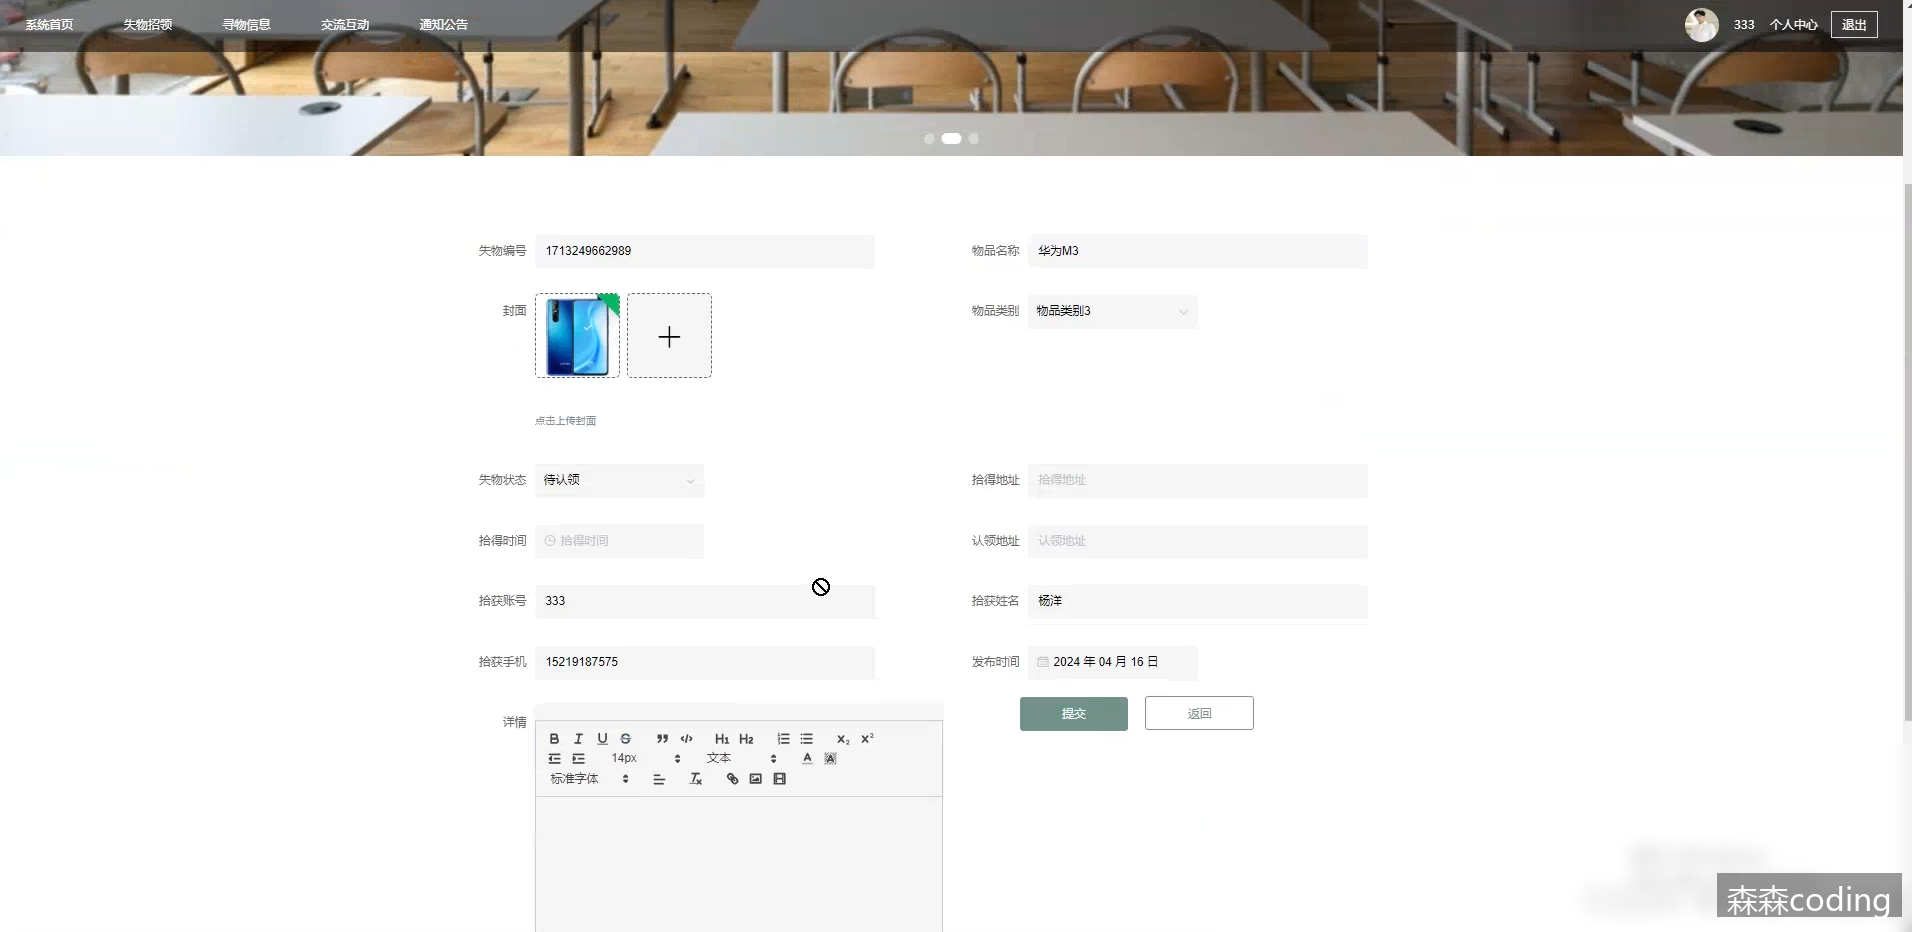 系统首页 失物招领 寻物信息 交流互动 通知公告 333 个人中心 退出
失物编号 1713249662989 物品名称 华为M3
封面 物品类别 物品类别3
点击上传封面
失物状态 待认领 拾得地址 拾得地址
拾得时间 拾得时间 认领地址 认领地址
拾获账号 333 拾获姓名 杨洋
拾获手机 15219187575 发布时间 2024 年 04 月 16 日
详情 提交 返回
B I U S H1 H2 X2 X2
14px 文本 A A
标准字体 Tx
森森coding